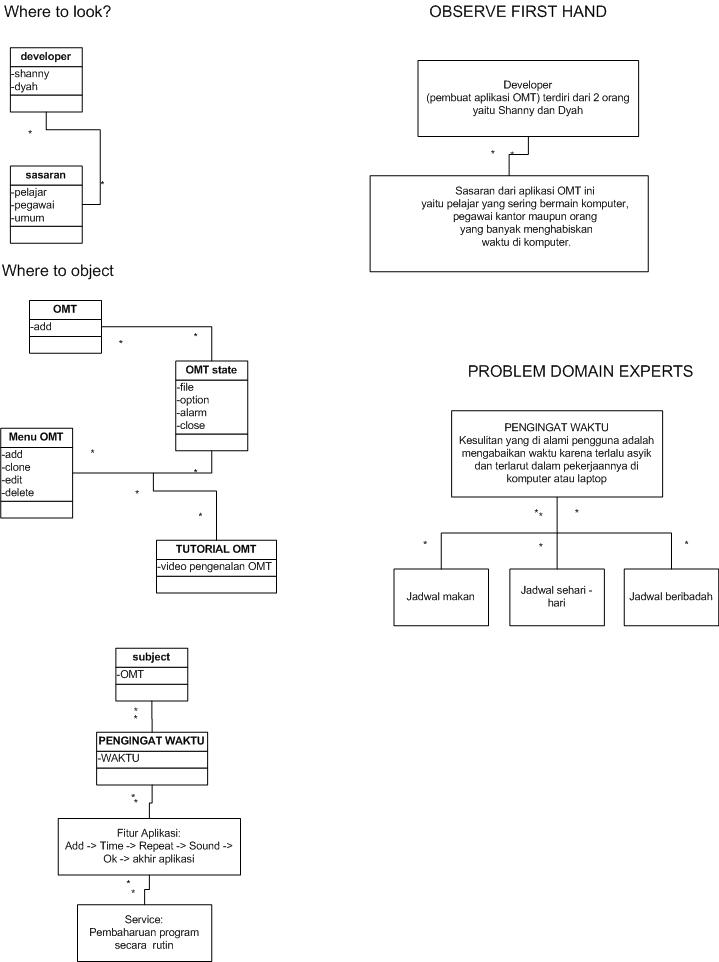 Where to look?
developer
-shanny
-dyah
*
*
sasaran
-pelajar
-pegawai
-umum
Where to object
OMT
-add
*
*
OMT state
-file
-option
-alarm
-close
Menu OMT
-add
-clone
-edit
-delete
*
*
*
*
TUTORIAL OMT
-video pengenalan OMT
subject
-OMT
*
*
PENGINGAT WAKTU
-WAKTU
*
*
Fitur Aplikasi:
Add -> Time -> Repeat -> Sound ->
Ok -> akhir aplikasi
*
*
Service:
Pembaharuan program
secara rutin
OBSERVE FIRST HAND
Developer
(pembuat aplikasi OMT) terdiri dari 2 orang
yaitu Shanny dan Dyah
*
*
Sasaran dari aplikasi OMT ini
yaitu pelajar yang sering bermain komputer,
pegawai kantor maupun orang
yang banyak menghabiskan
waktu di komputer.
PROBLEM DOMAIN EXPERTS
PENGINGAT WAKTU
Kesulitan yang di alami pengguna adalah
mengabaikan waktu karena terlalu asyik
dan terlarut dalam pekerjaannya di
komputer atau laptop
* * *
* * *
Jadwal makan
Jadwal sehari -
hari
Jadwal beribadah